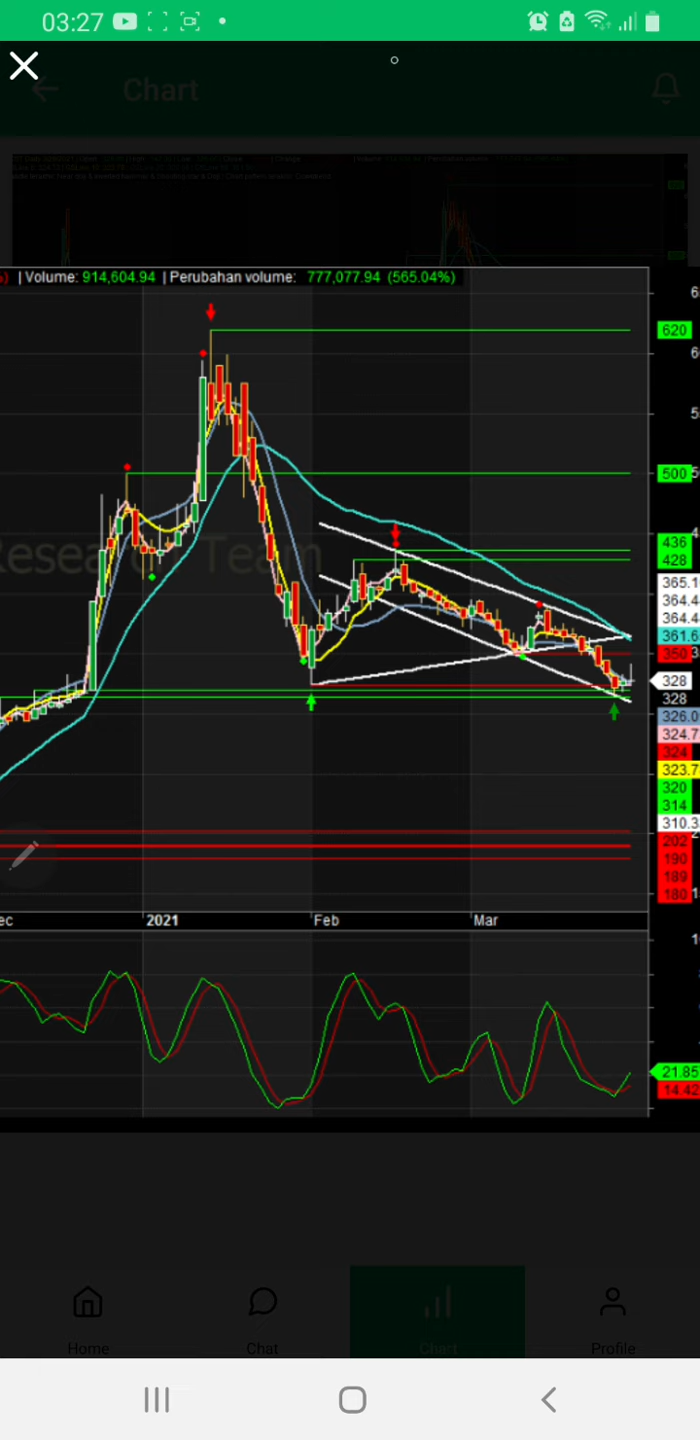 03:27
Chart
| Volume: 914,604.94 | Perubahan volume: 777,077.94 (565.04%)
620
500
436
428
365.1
364.4
364.4
361.6
350
328
328
326.0
324.7
324
323.7
320
314
310.3
202
190
189
180
Team
ec
2021
Feb
Mar
21.85
14.42
Home
Chat
Chart
Profile